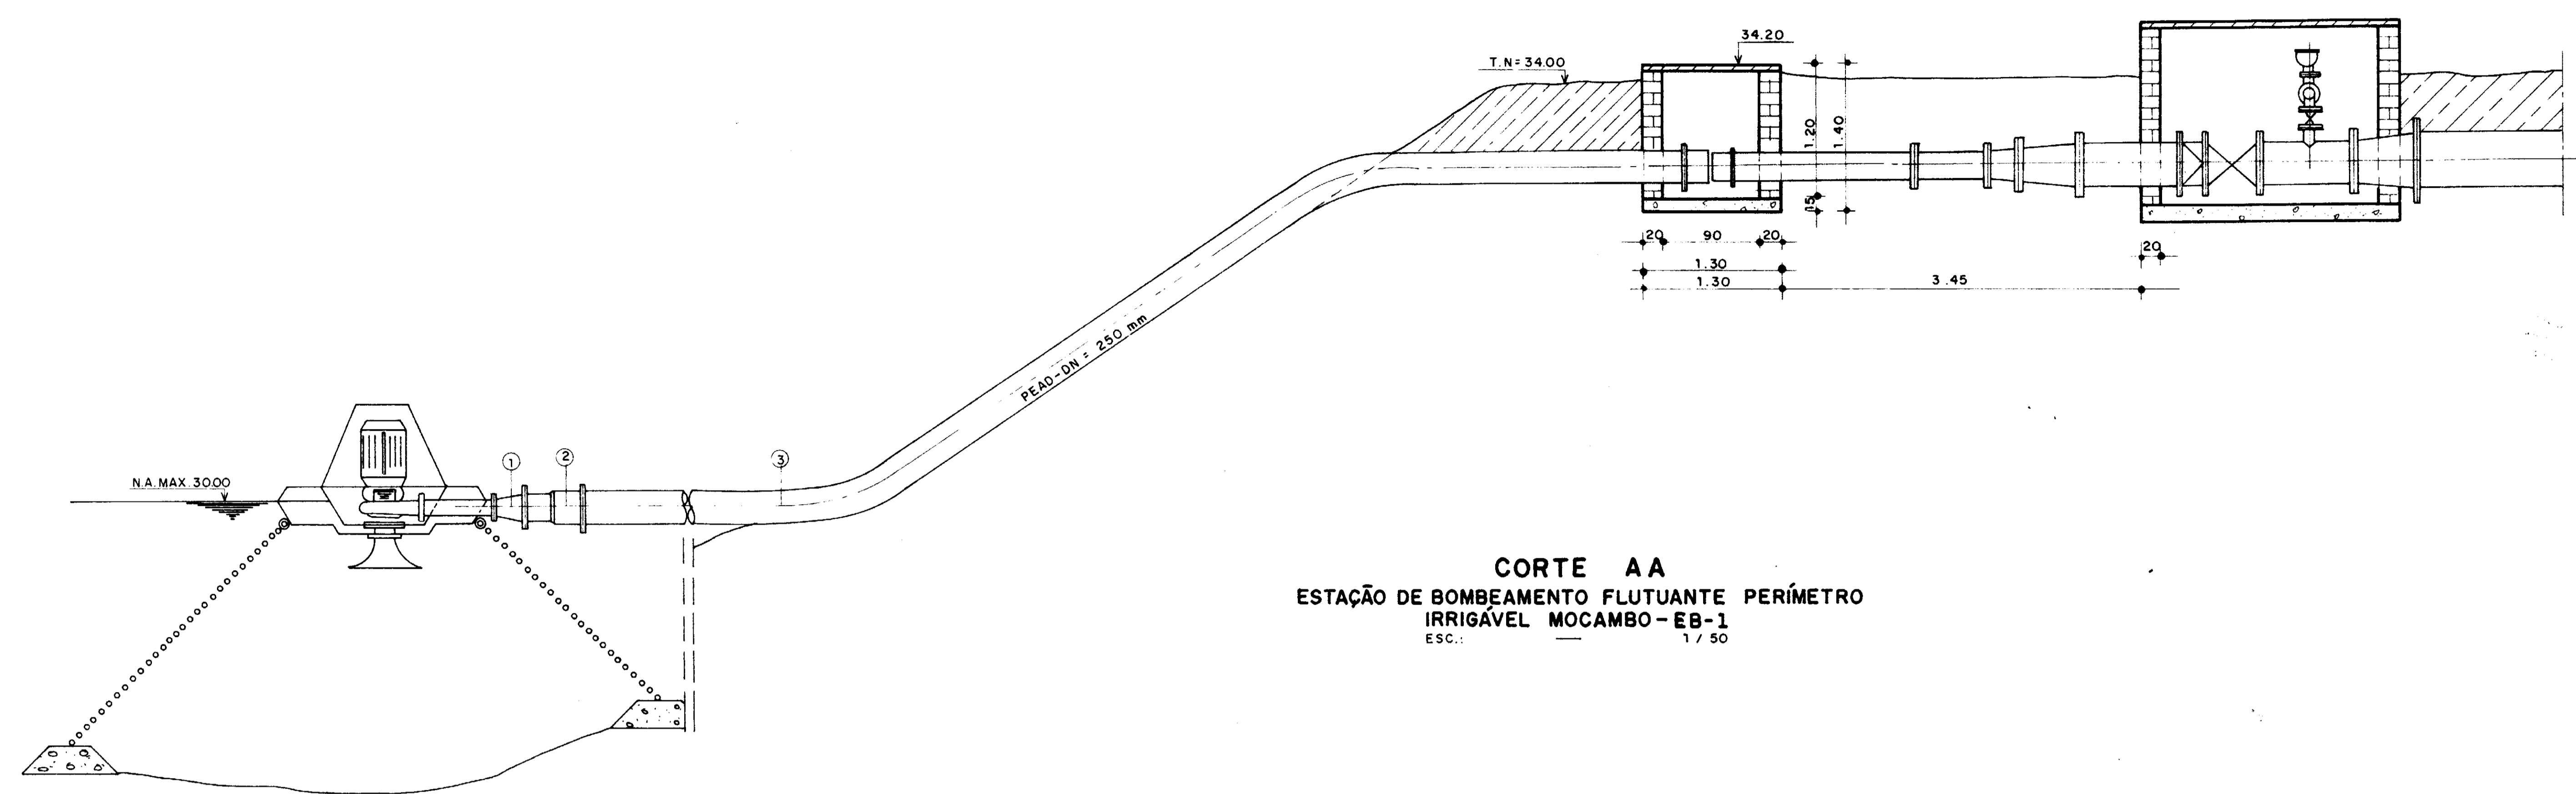 34.20
T.N=34.00
1.20
1.40
15
20
90
20
1.30
1.30
3.45
20
PEAD-DN = 250 mm
N.A.MAX.30.00
1
2
3
CORTE AA
ESTAÇÃO DE BOMBEAMENTO FLUTUANTE PERÍMETRO
IRRIGÁVEL MOCAMBO-EB-1
ESC.: — 1/50